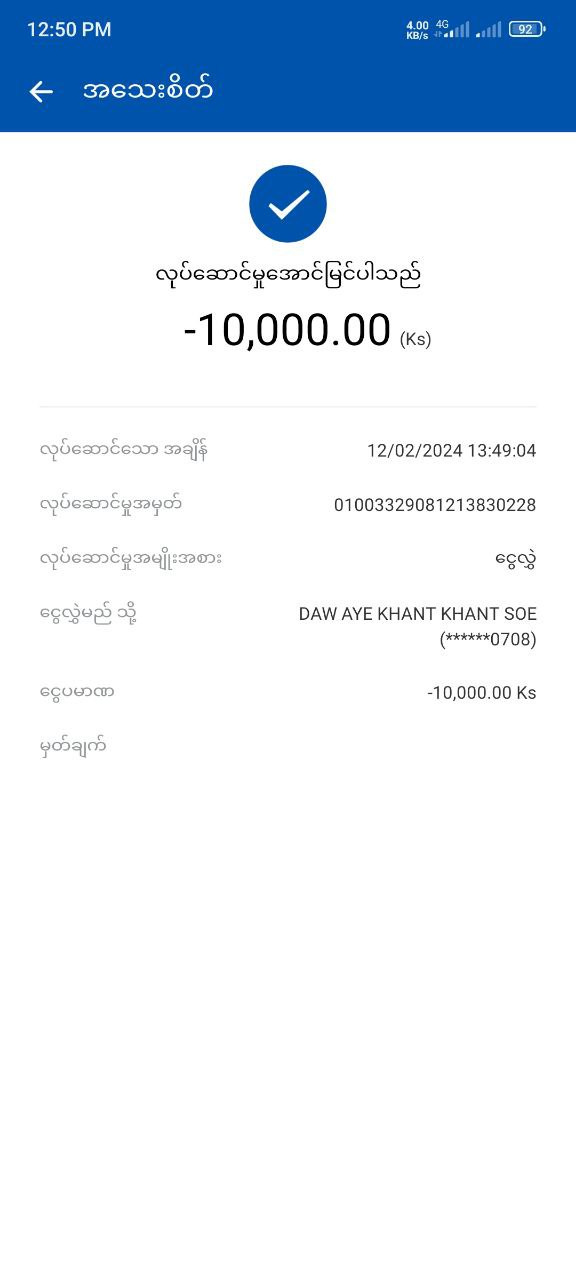 12:50 PM
4.00 KB/s 4G 92
အသေးစိတ်
လုပ်ဆောင်မှုအောင်မြင်ပါသည်
-10,000.00 (Ks)
လုပ်ဆောင်သော အချိန် 12/02/2024 13:49:04
လုပ်ဆောင်မှုအမှတ် 01003329081213830228
လုပ်ဆောင်မှုအမျိုးအစား ငွေလွှဲ
ငွေလွှဲမည် သို့ DAW AYE KHANT KHANT SOE
(******0708)
ငွေပမာဏ -10,000.00 Ks
မှတ်ချက်